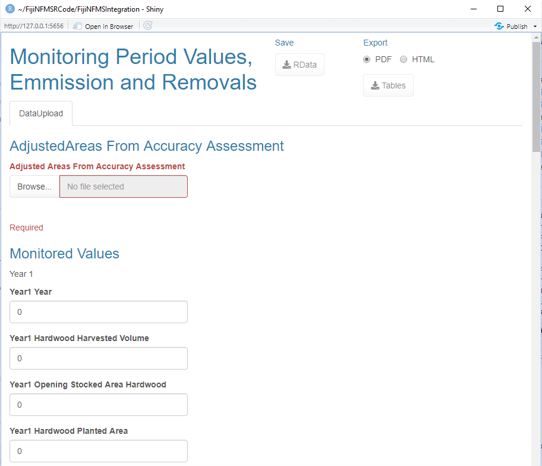 ~/FijiNFMSRCode/FijiNFMSIntegration - Shiny
http://127.0.0.1:5656
Open in Browser
Publish
Monitoring Period Values,
Emmission and Removals
Save
RData
Export
PDF
HTML
Tables
DataUpload
AdjustedAreas From Accuracy Assessment
Adjusted Areas From Accuracy Assessment
Browse...
No file selected
Required
Monitored Values
Year 1
Year1 Year
0
Year1 Hardwood Harvested Volume
0
Year1 Opening Stocked Area Hardwood
0
Year1 Hardwood Planted Area
0